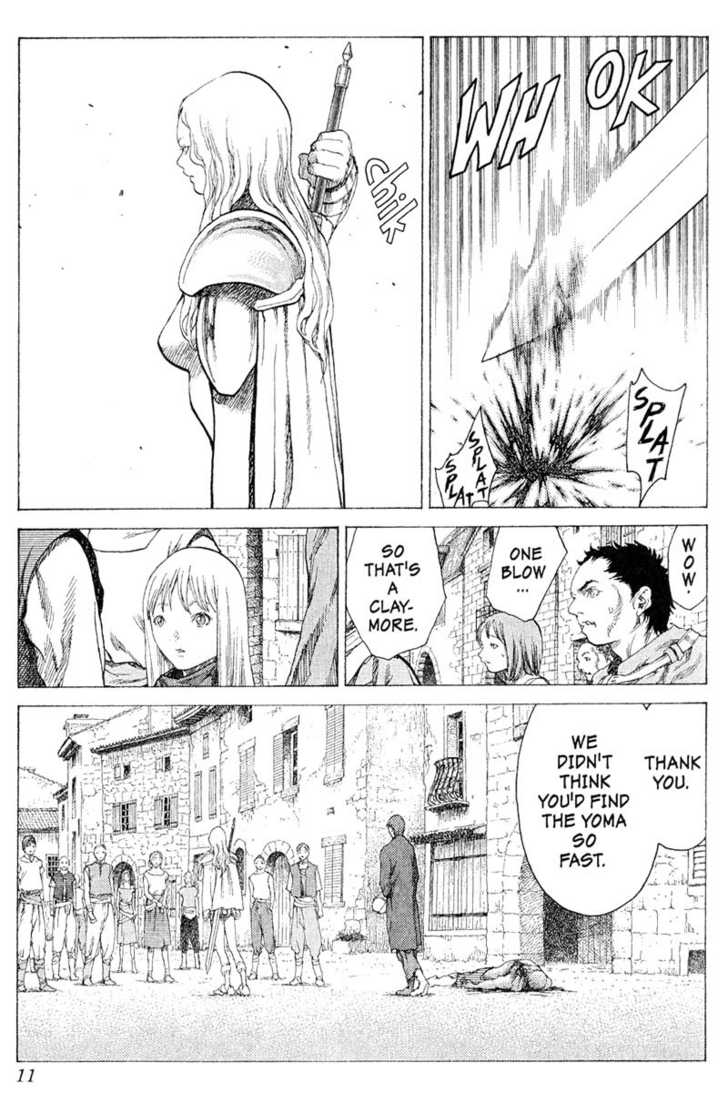 WH OK
SPLAT
SPLAT
SPLAT
chik
WOW.
ONE
BLOW
...
SO
THAT'S
A
CLAY-
MORE.
THANK
YOU.
WE
DIDN'T
THINK
YOU'D FIND
THE YOMA
SO
FAST.
11